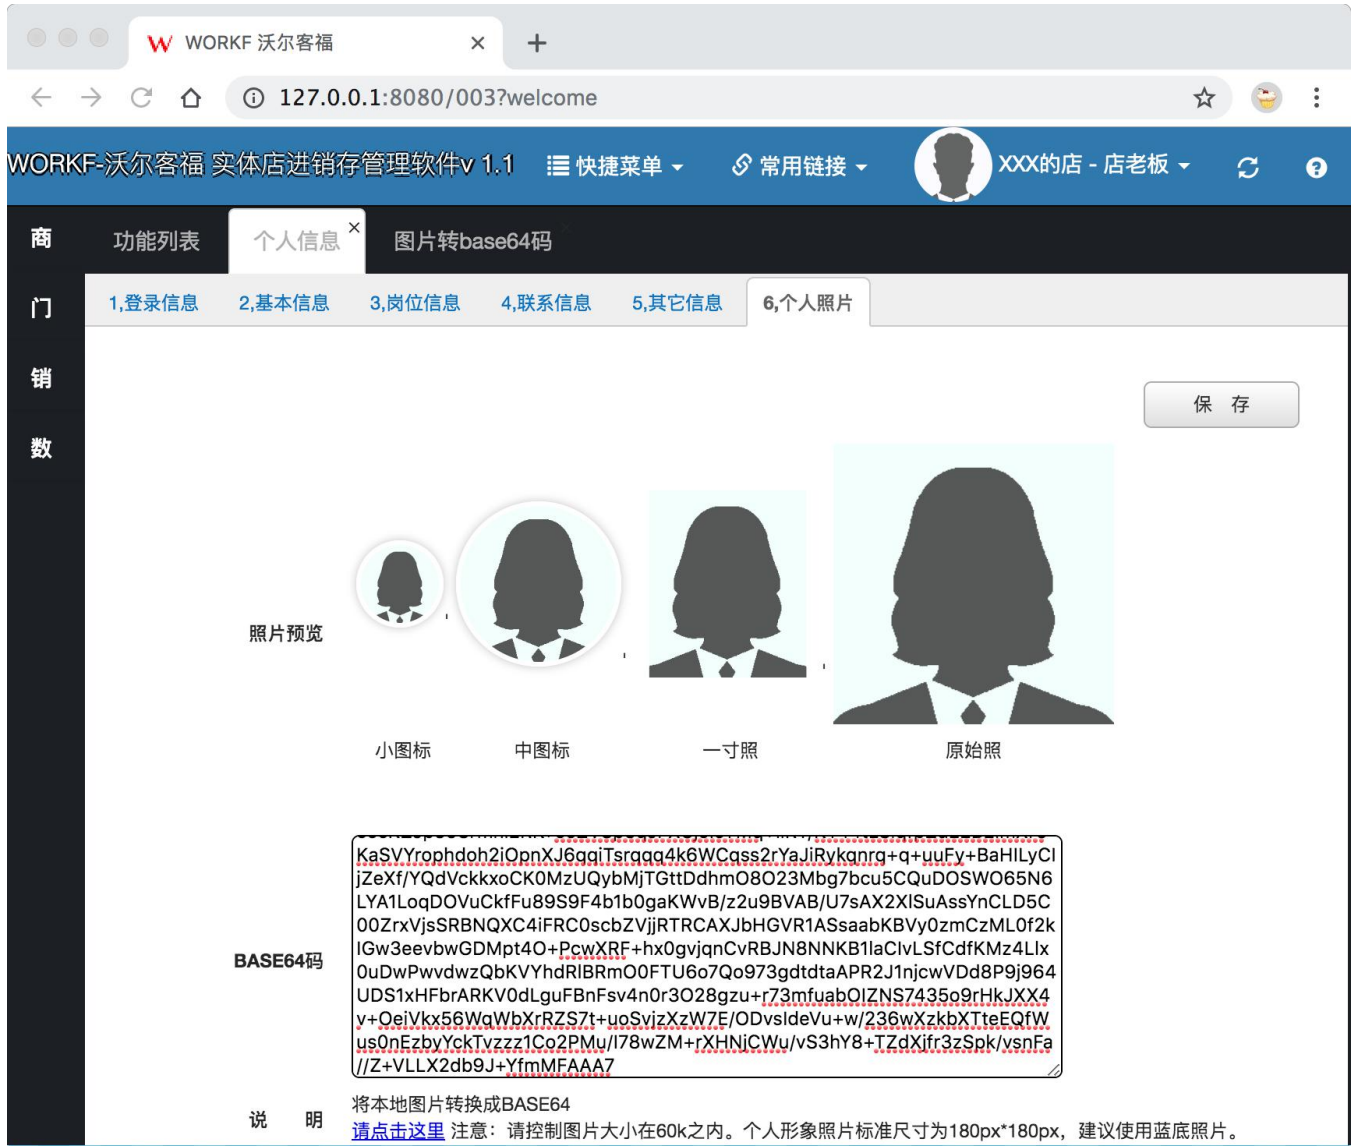 WORKF 沃尔客福
127.0.0.1:8080/003?welcome
WORKF-沃尔客福 实体店进销存管理软件v 1.1 快捷菜单 常用链接 XXX的店 - 店老板
商 功能列表 个人信息 图片转base64码
门 1,登录信息 2,基本信息 3,岗位信息 4,联系信息 5,其它信息 6,个人照片
销
保 存
数
照片预览
小图标 中图标 一寸照 原始照
KaSVYrophdoh2iOpnXJ6qqiTsrqqq4k6WCqss2rYaJiRykqnrq+q+uuFy+BaHILyCI
jZeXf/YQdVckkxoCK0MzUQybMjTGttDdhmO8O23Mbg7bcu5CQuDOSWO65N6
LYA1LoqDOVuCkfFu89S9F4b1b0gaKWvB/z2u9BVAB/U7sAX2XlSuAssYnCLD5C
00ZrxVjsSRBNQXC4iFRC0scbZVjjRTRCAXJbHGVR1ASsaabKBVy0zmCzML0f2k
IGw3eevbwGDMpt4O+PcwXRF+hx0gvjqnCvRBJN8NNKB1laCIvLSfCdfKMz4LIx
0uDwPwvdwzQbKVYhdRlBRmO0FTU6o7Qo973gdtdtaAPR2J1njcwVDd8P9j964
BASE64码
UDS1xHFbrARKV0dLguFBnFsv4n0r3O28gzu+r73mfuabOIZNS7435o9rHkJXX4
v+OejVkx56WqWbXrRZS7t+uoSvjzXzW7E/ODvsIdeVu+w/236wXzkbXTteEQfW
us0nEzbyYckTvzzz1Co2PMu/I78wZM+rXHNjCWu/vS3hY8+TZdXjfr3zSpk/vsnFa
//Z+VLLX2db9J+YfmMFAAA7
说 明 将本地图片转换成BASE64
请点击这里 注意：请控制图片大小在60k之内。个人形象照片标准尺寸为180px*180px，建议使用蓝底照片。